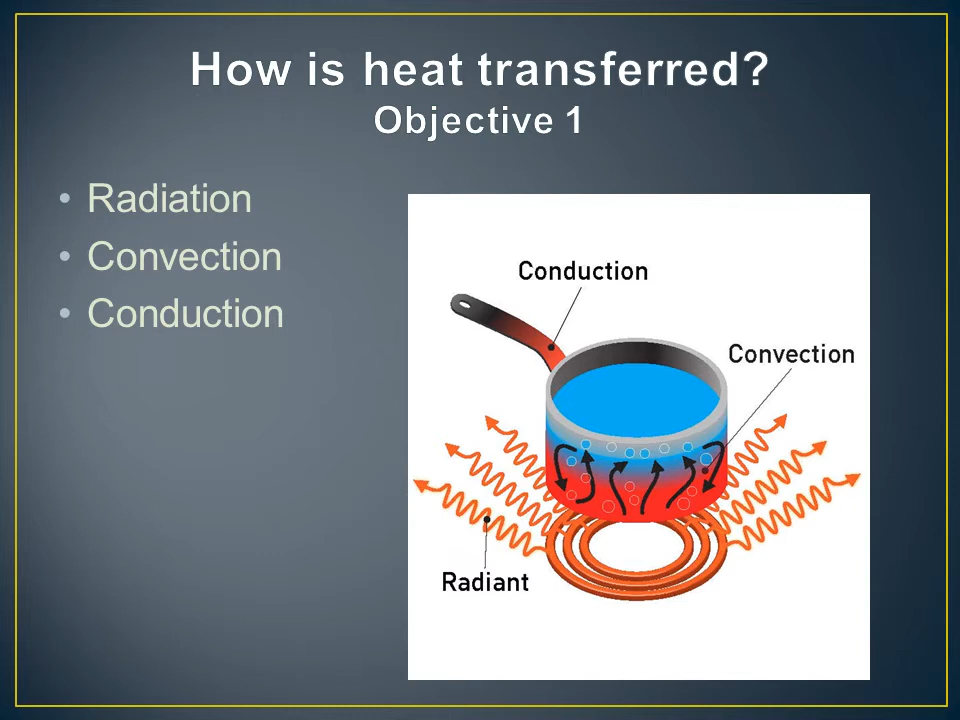 How is heat transferred?
Objective 1
• Radiation
• Convection
• Conduction
Conduction
Convection
Radiant